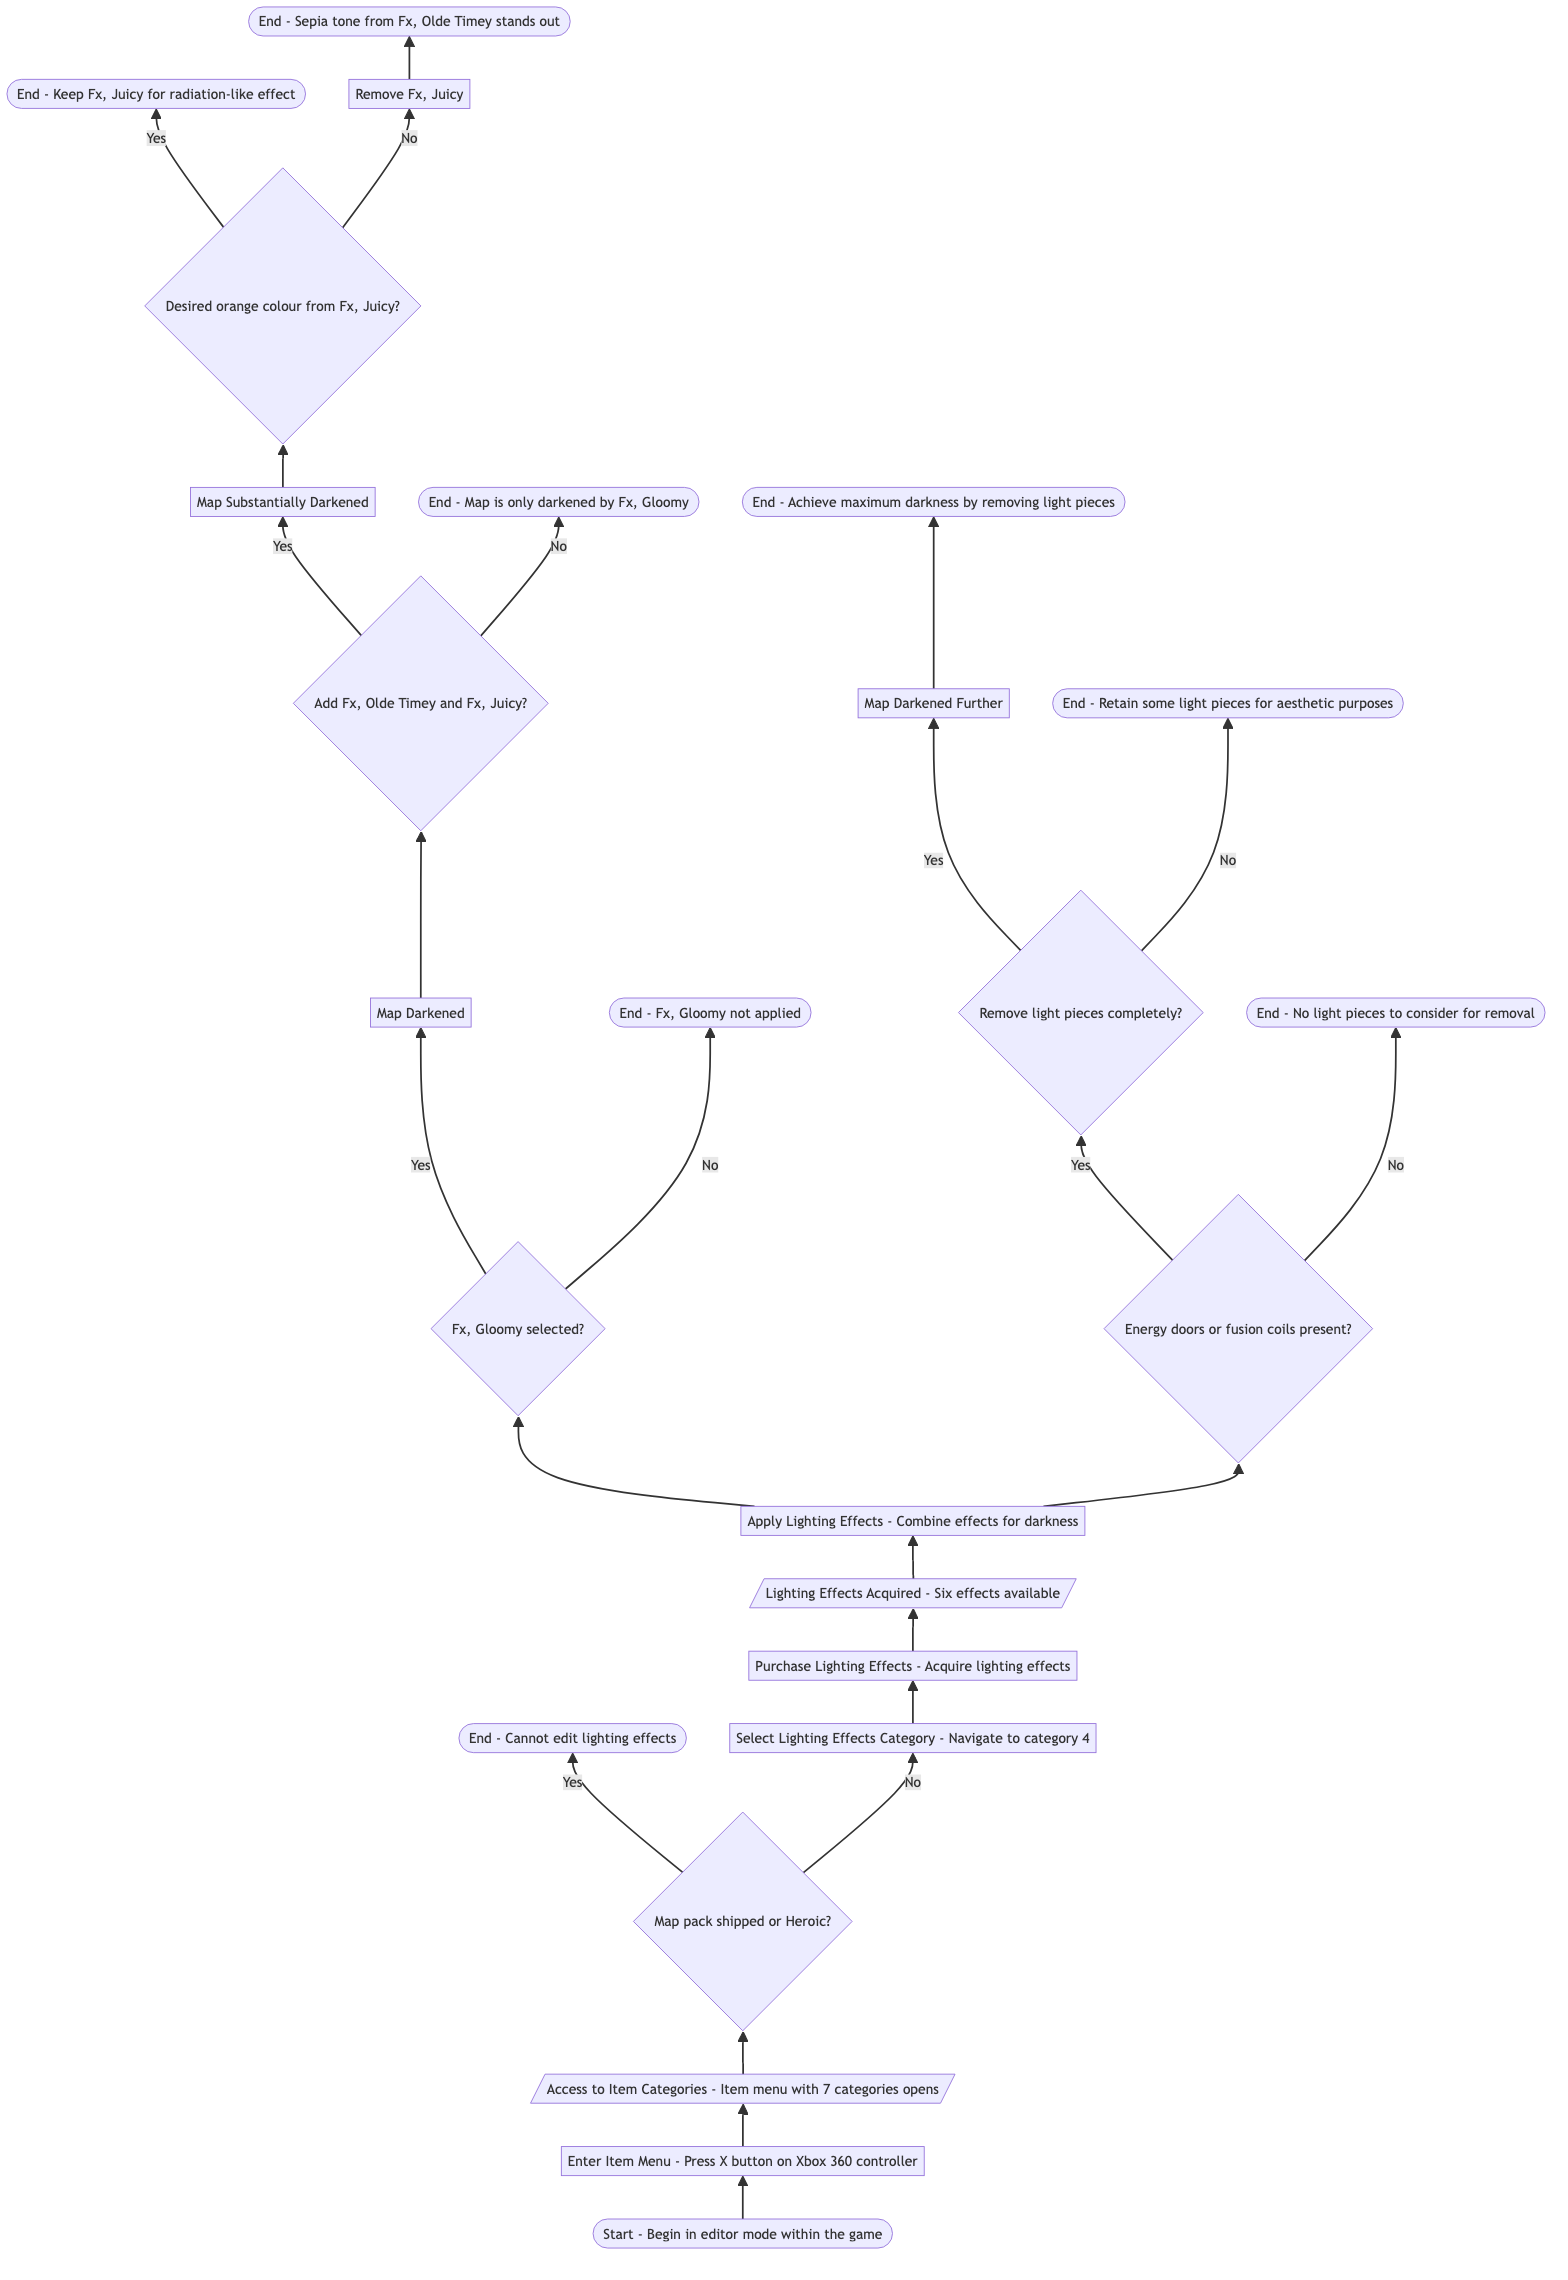 End - Sepia tone from Fx, Olde Timey stands out
End - Keep Fx, Juicy for radiation-like effect
Remove Fx, Juicy
Yes
No
Desired orange colour from Fx, Juicy?
Map Substantially Darkened
End - Map is only darkened by Fx, Gloomy
End - Achieve maximum darkness by removing light pieces
Yes
No
Add Fx, Olde Timey and Fx, Juicy?
Map Darkened Further
End - Retain some light pieces for aesthetic purposes
Yes
No
Map Darkened
End - Fx, Gloomy not applied
Remove light pieces completely?
End - No light pieces to consider for removal
Yes
No
Yes
No
Fx, Gloomy selected?
Energy doors or fusion coils present?
Apply Lighting Effects - Combine effects for darkness
Lighting Effects Acquired - Six effects available
Purchase Lighting Effects - Acquire lighting effects
End - Cannot edit lighting effects
Select Lighting Effects Category - Navigate to category 4
Yes
No
Map pack shipped or Heroic?
Access to Item Categories - Item menu with 7 categories opens
Enter Item Menu - Press X button on Xbox 360 controller
Start - Begin in editor mode within the game